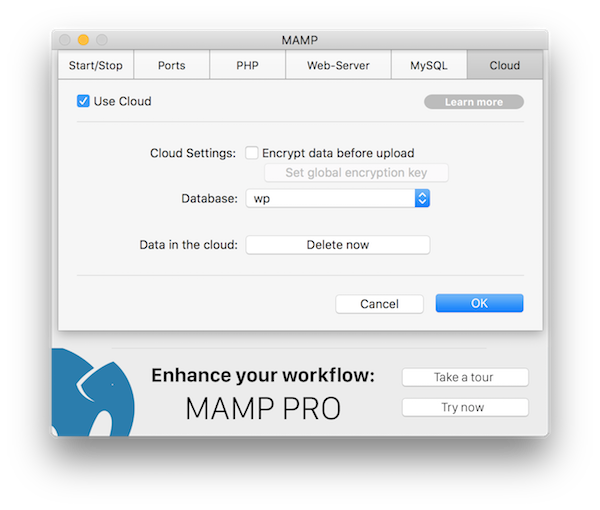 MAMP
Start/Stop Ports PHP Web-Server MySQL Cloud
Use Cloud Learn more
Cloud Settings: Encrypt data before upload
Set global encryption key
Database: wp
Data in the cloud: Delete now
Cancel OK
Enhance your workflow: Take a tour
MAMP PRO Try now